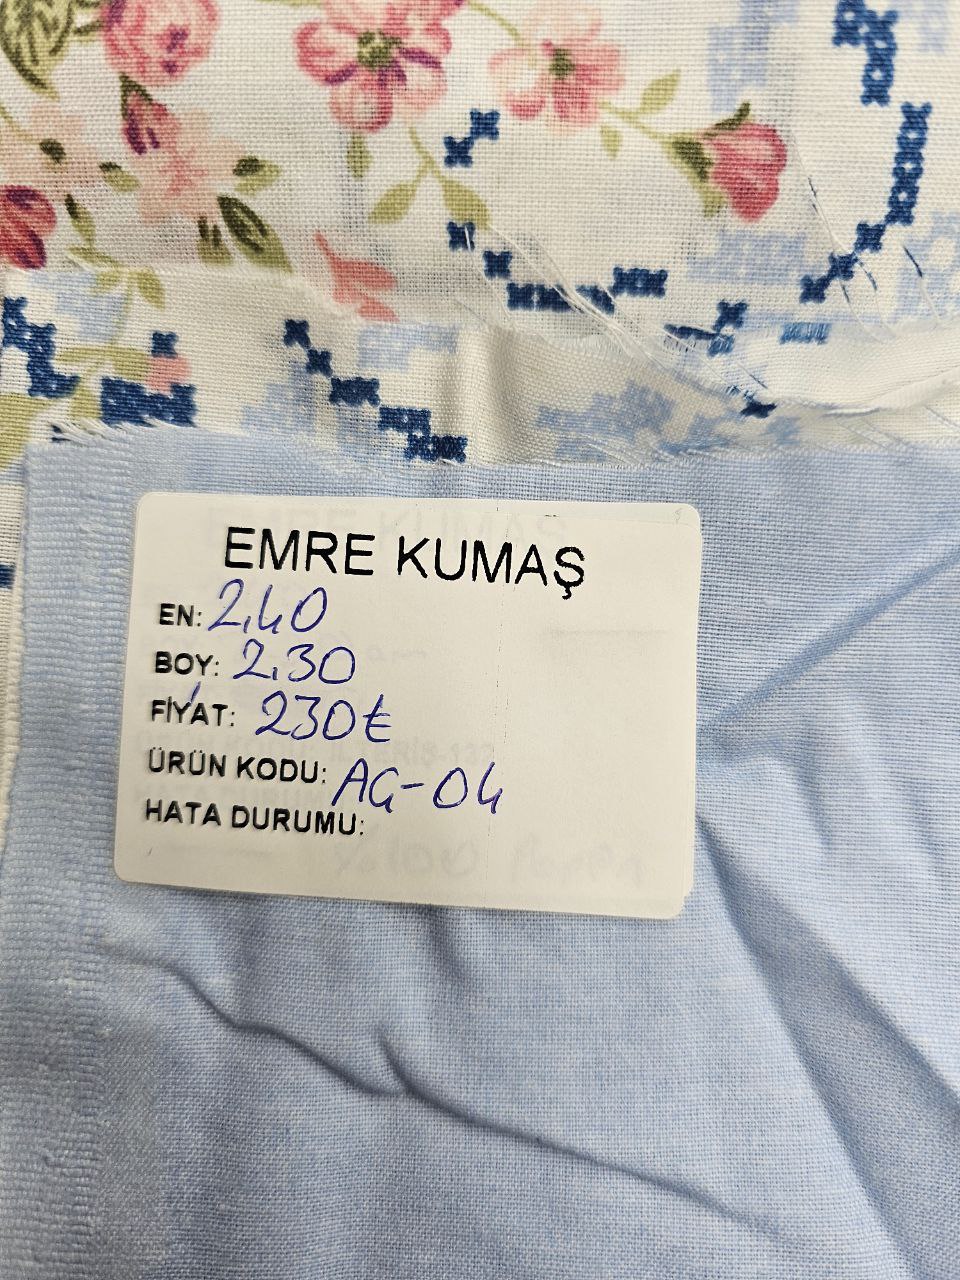 EMRE KUMAŞ
EN: 2.40
BOY: 2.30
FİYAT: 230₺
ÜRÜN KODU: AG-04
HATA DURUMU: